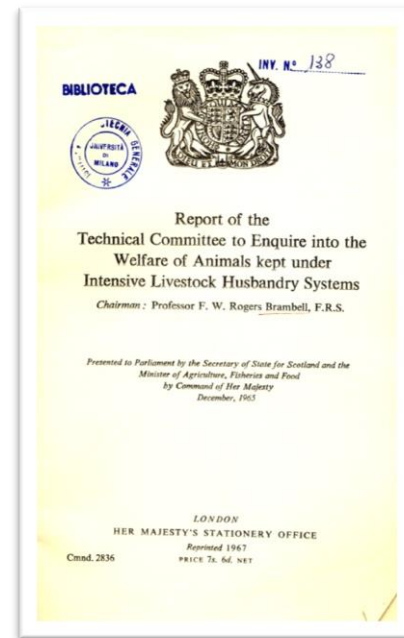 INV. N.º 138
BIBLIOTECA
GENERALE
UNIVERSITÀ
DI
MILANO
Report of the
Technical Committee to Enquire into the
Welfare of Animals kept under
Intensive Livestock Husbandry Systems
Chairman: Professor F. W. Rogers Brambell, F.R.S.
Presented to Parliament by the Secretary of State for Scotland and the
Minister of Agriculture, Fisheries and Food
by Command of Her Majesty
December, 1965
LONDON
HER MAJESTY'S STATIONERY OFFICE
Reprinted 1967
Cmnd. 2836 PRICE 7s. 6d. NET